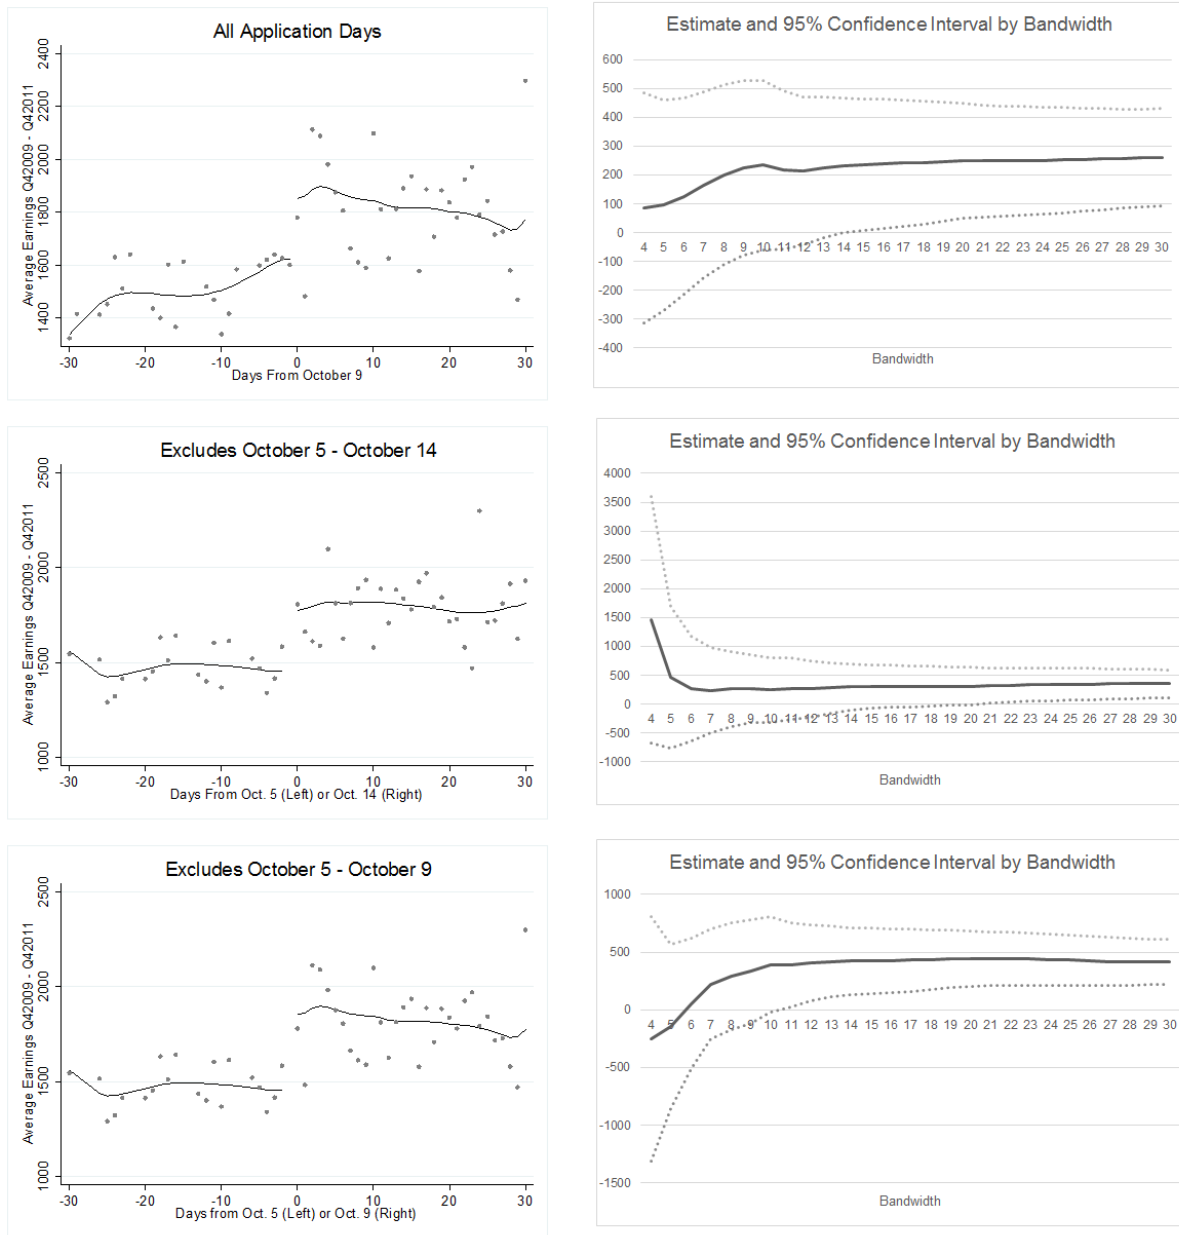 All Application Days
Average Earnings Q42009 - Q42011
2400
2200
2000
1800
1600
1400
-30 -20 -10 0 10 20 30
Days From October 9
Estimate and 95% Confidence Interval by Bandwidth
600
500
400
300
200
100
0
4 5 6 7 8 9 10 11 12 13 14 15 16 17 18 19 20 21 22 23 24 25 26 27 28 29 30
-100
-200
-300
-400
Bandwidth
Excludes October 5 - October 14
Average Earnings Q42009 - Q42011
2500
2000
1500
1000
-30 -20 -10 0 10 20 30
Days From Oct. 5 (Left) or Oct. 14 (Right)
Estimate and 95% Confidence Interval by Bandwidth
4000
3500
3000
2500
2000
1500
1000
500
0
4 5 6 7 8 9 10 11 12 13 14 15 16 17 18 19 20 21 22 23 24 25 26 27 28 29 30
-500
-1000
Bandwidth
Excludes October 5 - October 9
Average Earnings Q42009 - Q42011
2500
2000
1500
1000
-30 -20 -10 0 10 20 30
Days from Oct. 5 (Left) or Oct. 9 (Right)
Estimate and 95% Confidence Interval by Bandwidth
1000
500
0
4 5 6 7 8 9 10 11 12 13 14 15 16 17 18 19 20 21 22 23 24 25 26 27 28 29 30
-500
-1000
-1500
Bandwidth